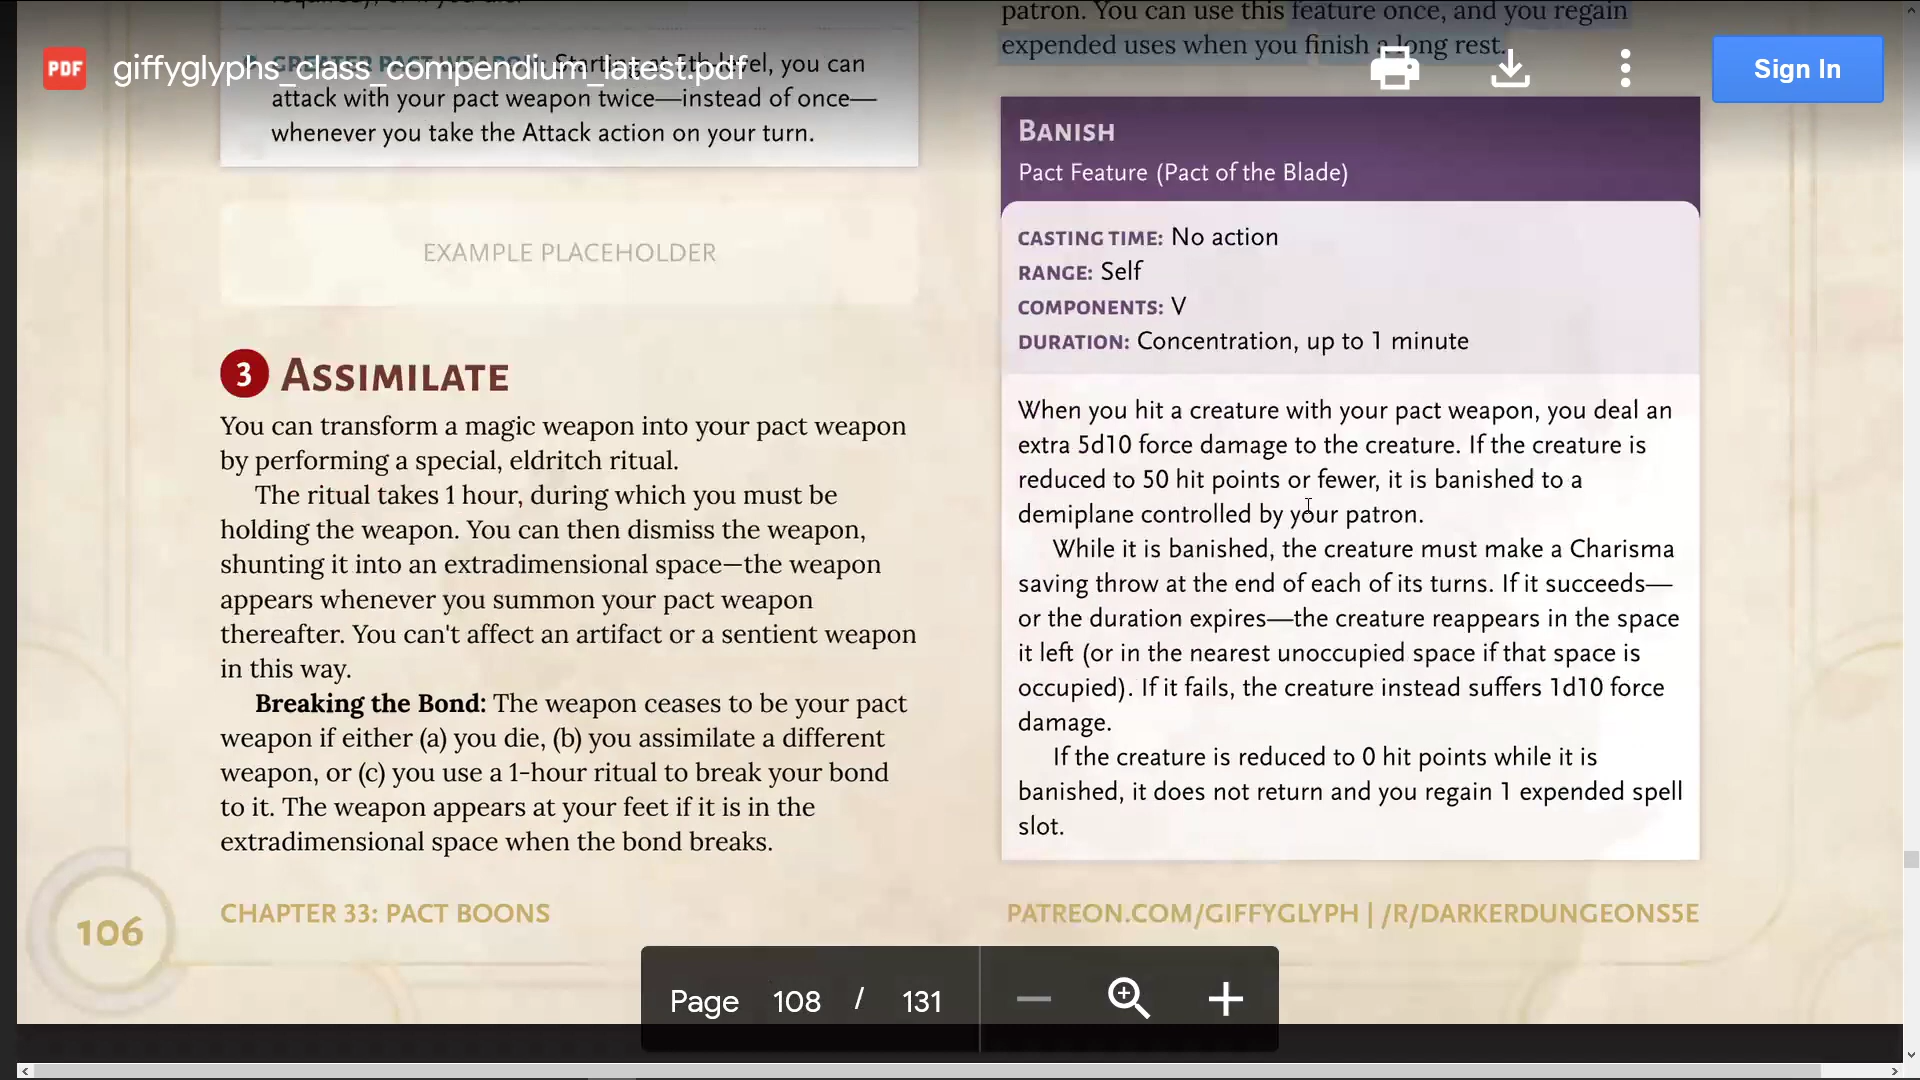 giffyglyphs_class_compendium_latest.pdf
Sign In
Starting at 5th level, you can
attack with your pact weapon twice—instead of once—
whenever you take the Attack action on your turn.
EXAMPLE PLACEHOLDER
3 ASSIMILATE
You can transform a magic weapon into your pact weapon
by performing a special, eldritch ritual.
The ritual takes 1 hour, during which you must be
holding the weapon. You can then dismiss the weapon,
shunting it into an extradimensional space—the weapon
appears whenever you summon your pact weapon
thereafter. You can't affect an artifact or a sentient weapon
in this way.
Breaking the Bond: The weapon ceases to be your pact
weapon if either (a) you die, (b) you assimilate a different
weapon, or (c) you use a 1-hour ritual to break your bond
to it. The weapon appears at your feet if it is in the
extradimensional space when the bond breaks.
patron. You can use this feature once, and you regain
expended uses when you finish a long rest.
BANISH
Pact Feature (Pact of the Blade)
CASTING TIME: No action
RANGE: Self
COMPONENTS: V
DURATION: Concentration, up to 1 minute
When you hit a creature with your pact weapon, you deal an
extra 5d10 force damage to the creature. If the creature is
reduced to 50 hit points or fewer, it is banished to a
demiplane controlled by your patron.
While it is banished, the creature must make a Charisma
saving throw at the end of each of its turns. If it succeeds—
or the duration expires—the creature reappears in the space
it left (or in the nearest unoccupied space if that space is
occupied). If it fails, the creature instead suffers 1d10 force
damage.
If the creature is reduced to 0 hit points while it is
banished, it does not return and you regain 1 expended spell
slot.
106
CHAPTER 33: PACT BOONS
PATREON.COM/GIFFYGLYPH | /R/DARKERDUNGEONS5E
Page 108 / 131